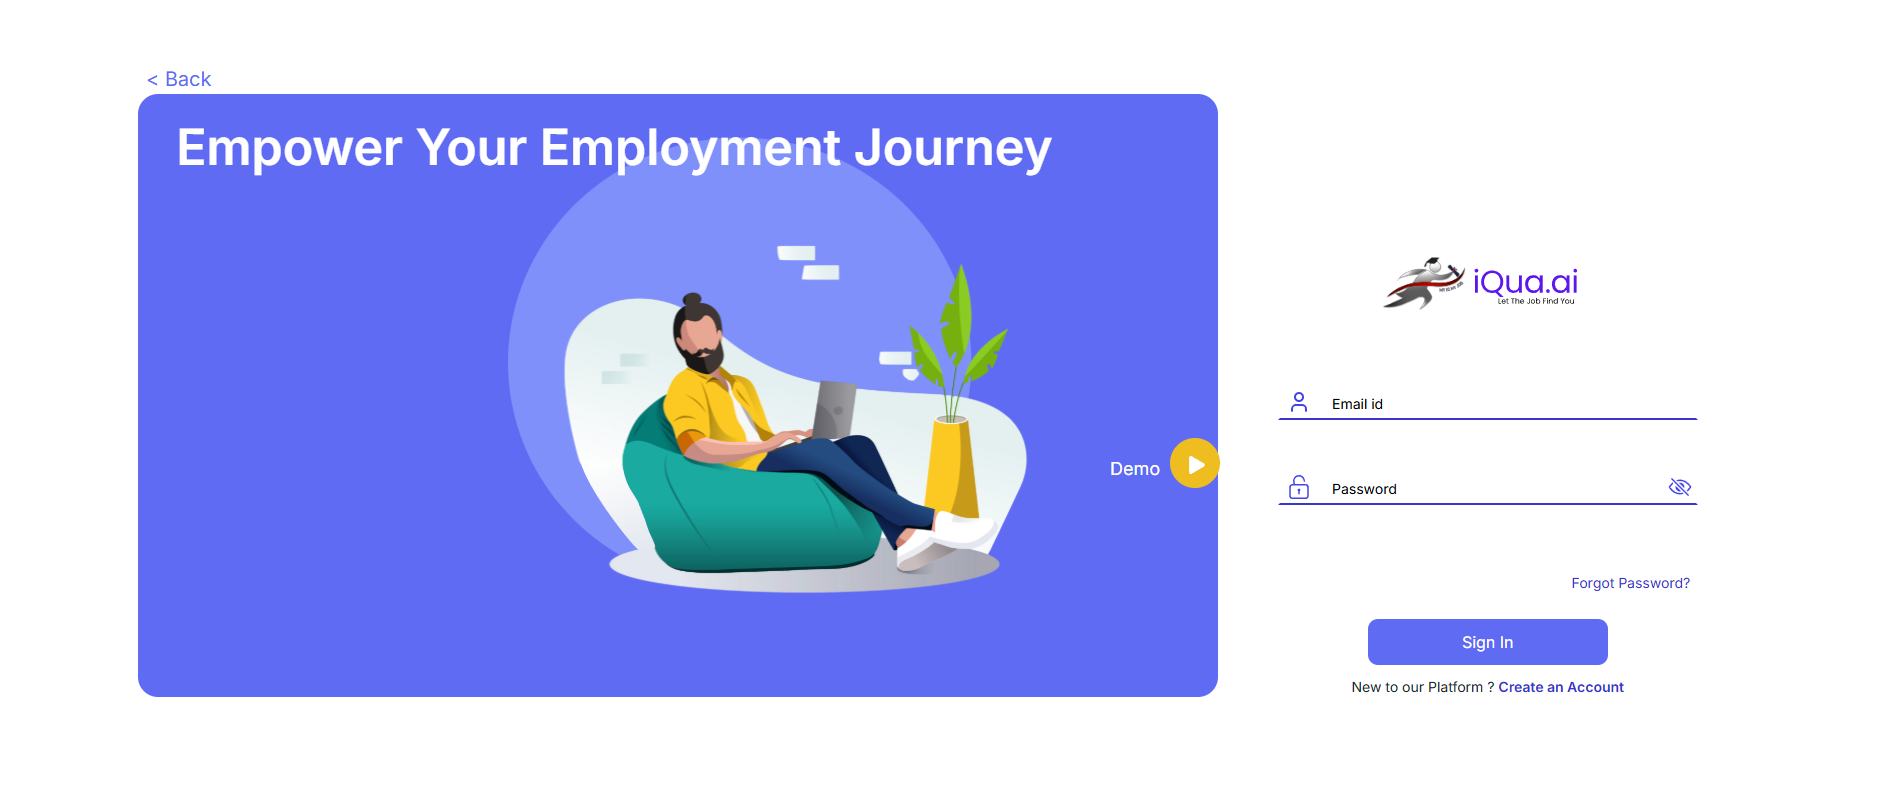 < Back
Empower Your Employment Journey
Demo
iQua.ai
Let The Job Find You
Email id
Password
Forgot Password?
Sign In
New to our Platform ? Create an Account